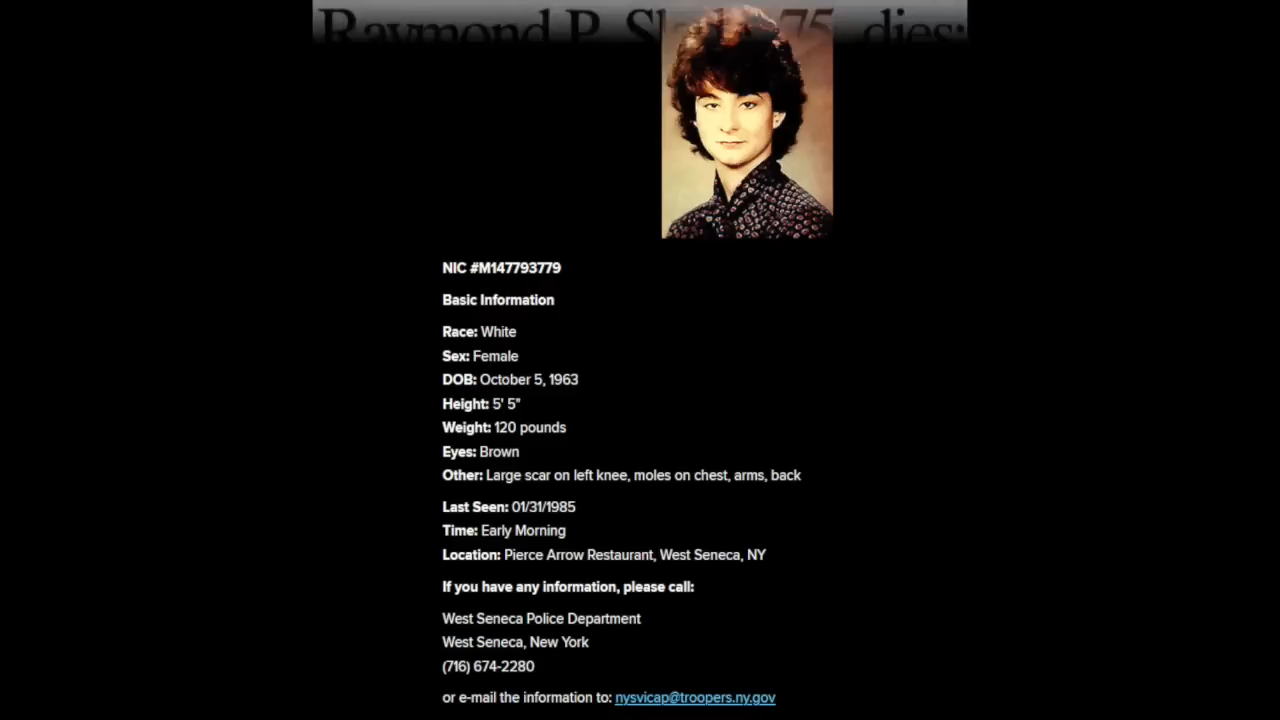 Raymond P. 75 dies:
NIC #M147793779
Basic Information
Race: White
Sex: Female
DOB: October 5, 1963
Height: 5' 5"
Weight: 120 pounds
Eyes: Brown
Other: Large scar on left knee, moles on chest, arms, back
Last Seen: 01/31/1985
Time: Early Morning
Location: Pierce Arrow Restaurant, West Seneca, NY
If you have any information, please call:
West Seneca Police Department
West Seneca, New York
(716) 674-2280
or e-mail the information to: nysvicap@troopers.ny.gov